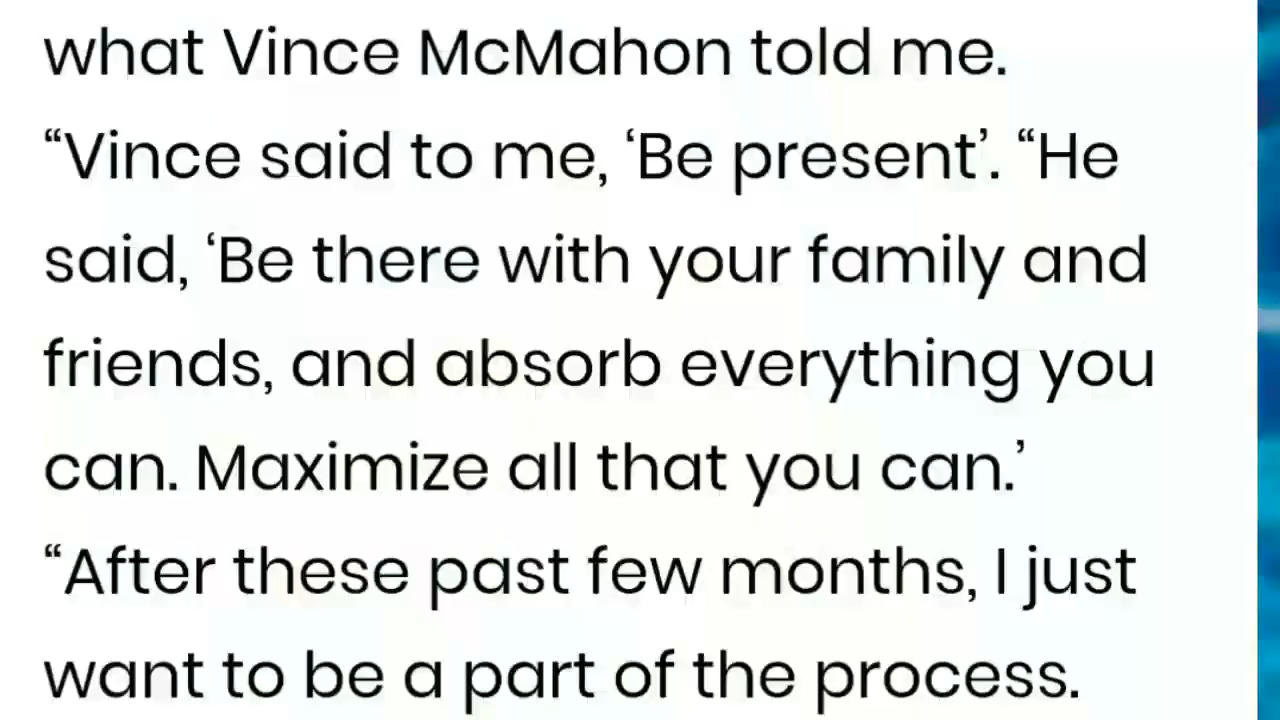 what Vince McMahon told me.
“Vince said to me, ‘Be present’. “He
said, ‘Be there with your family and
friends, and absorb everything you
can. Maximize all that you can.’
“After these past few months, I just
want to be a part of the process.